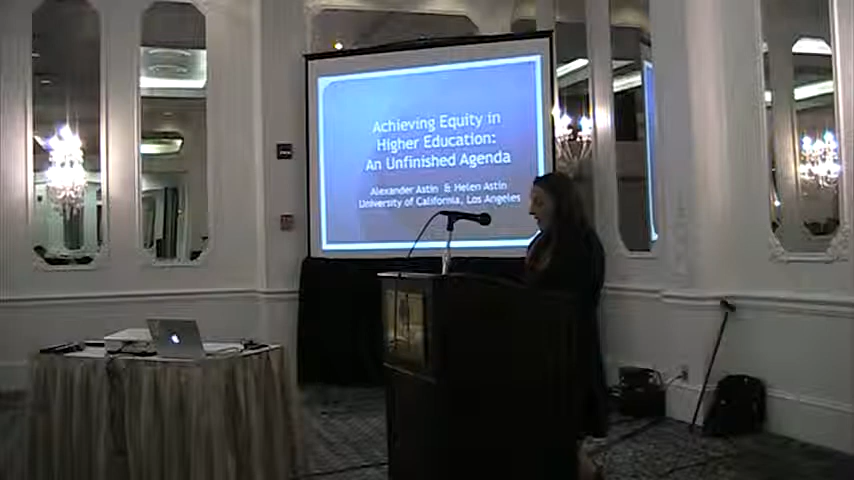 Achieving Equity in
Higher Education:
An Unfinished Agenda
Alexander Astin & Helen Astin
University of California, Los Angeles